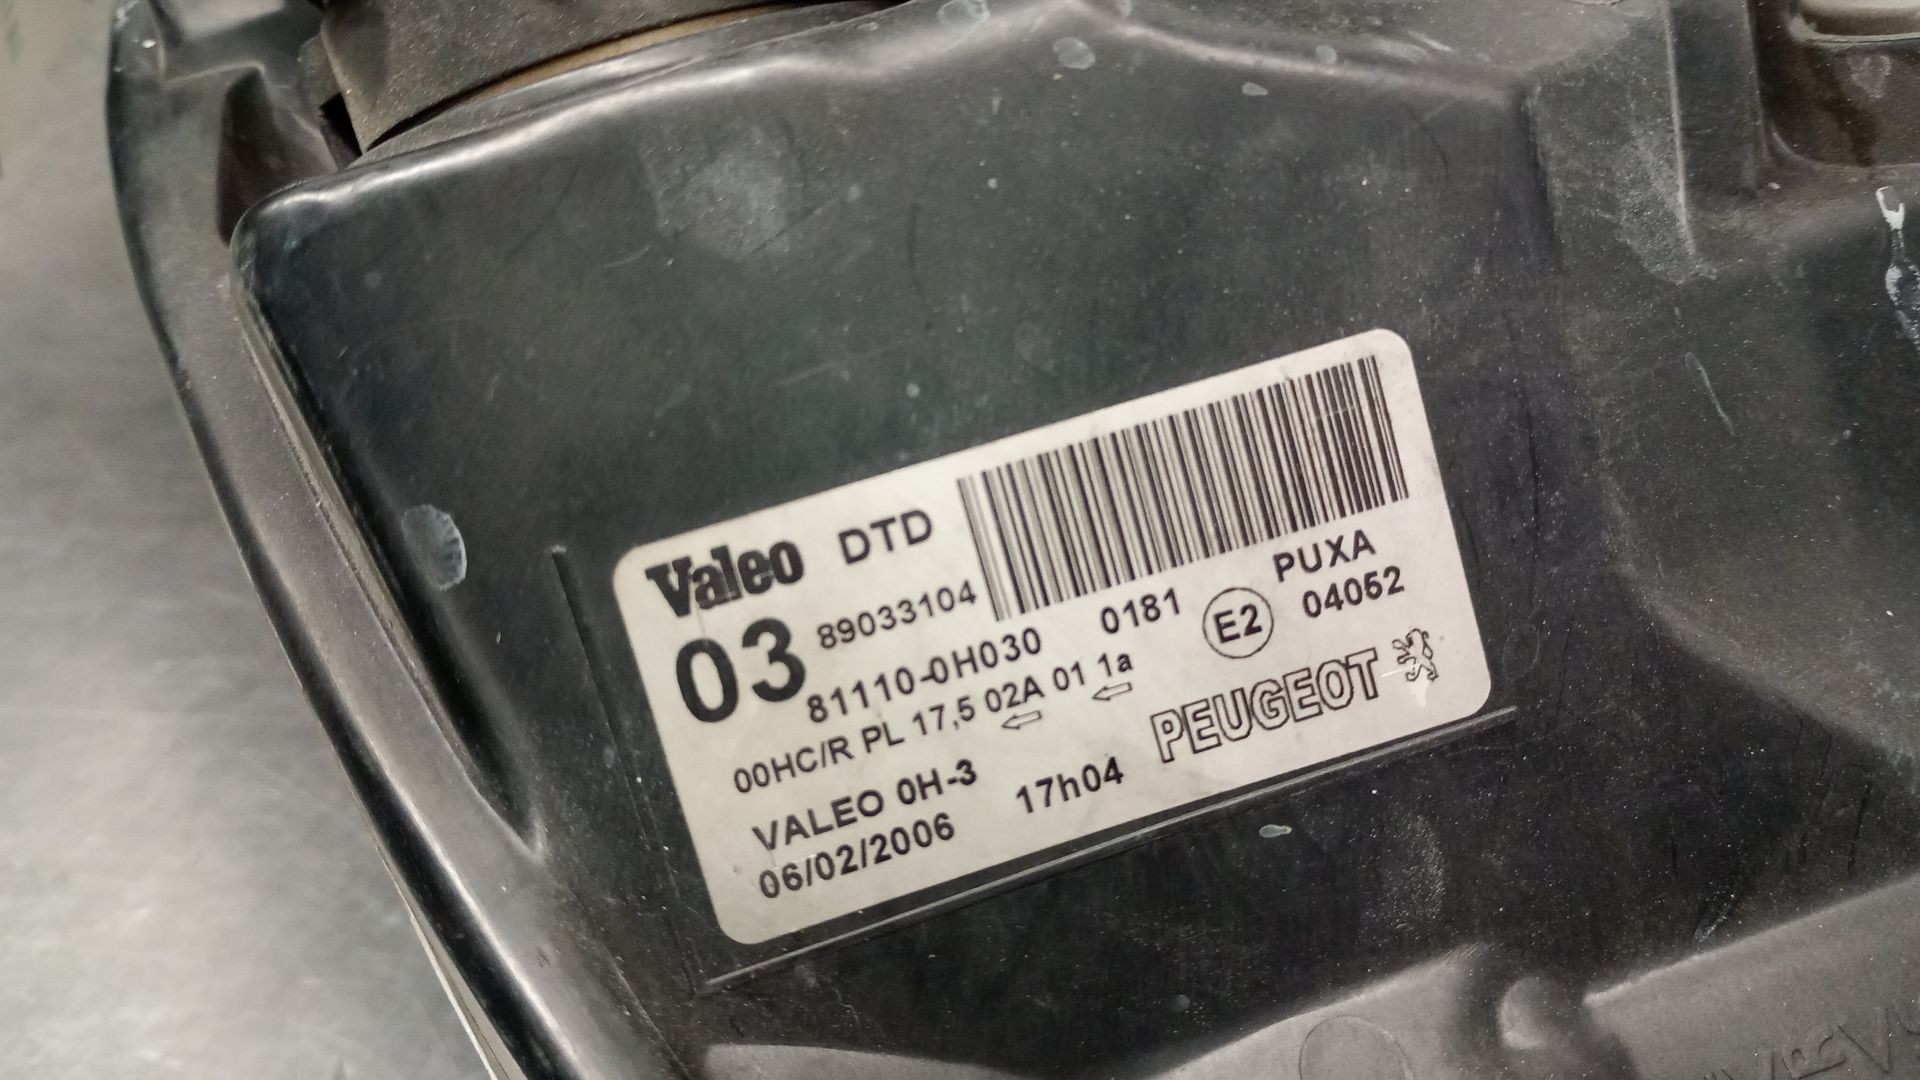 Valeo DTD
03 89033104
81110-0H030 0181 E2 PUXA 04052
00HC/R PL 17,5 02A 01 1a
VALEO 0H-3
06/02/2006 17h04 PEUGEOT